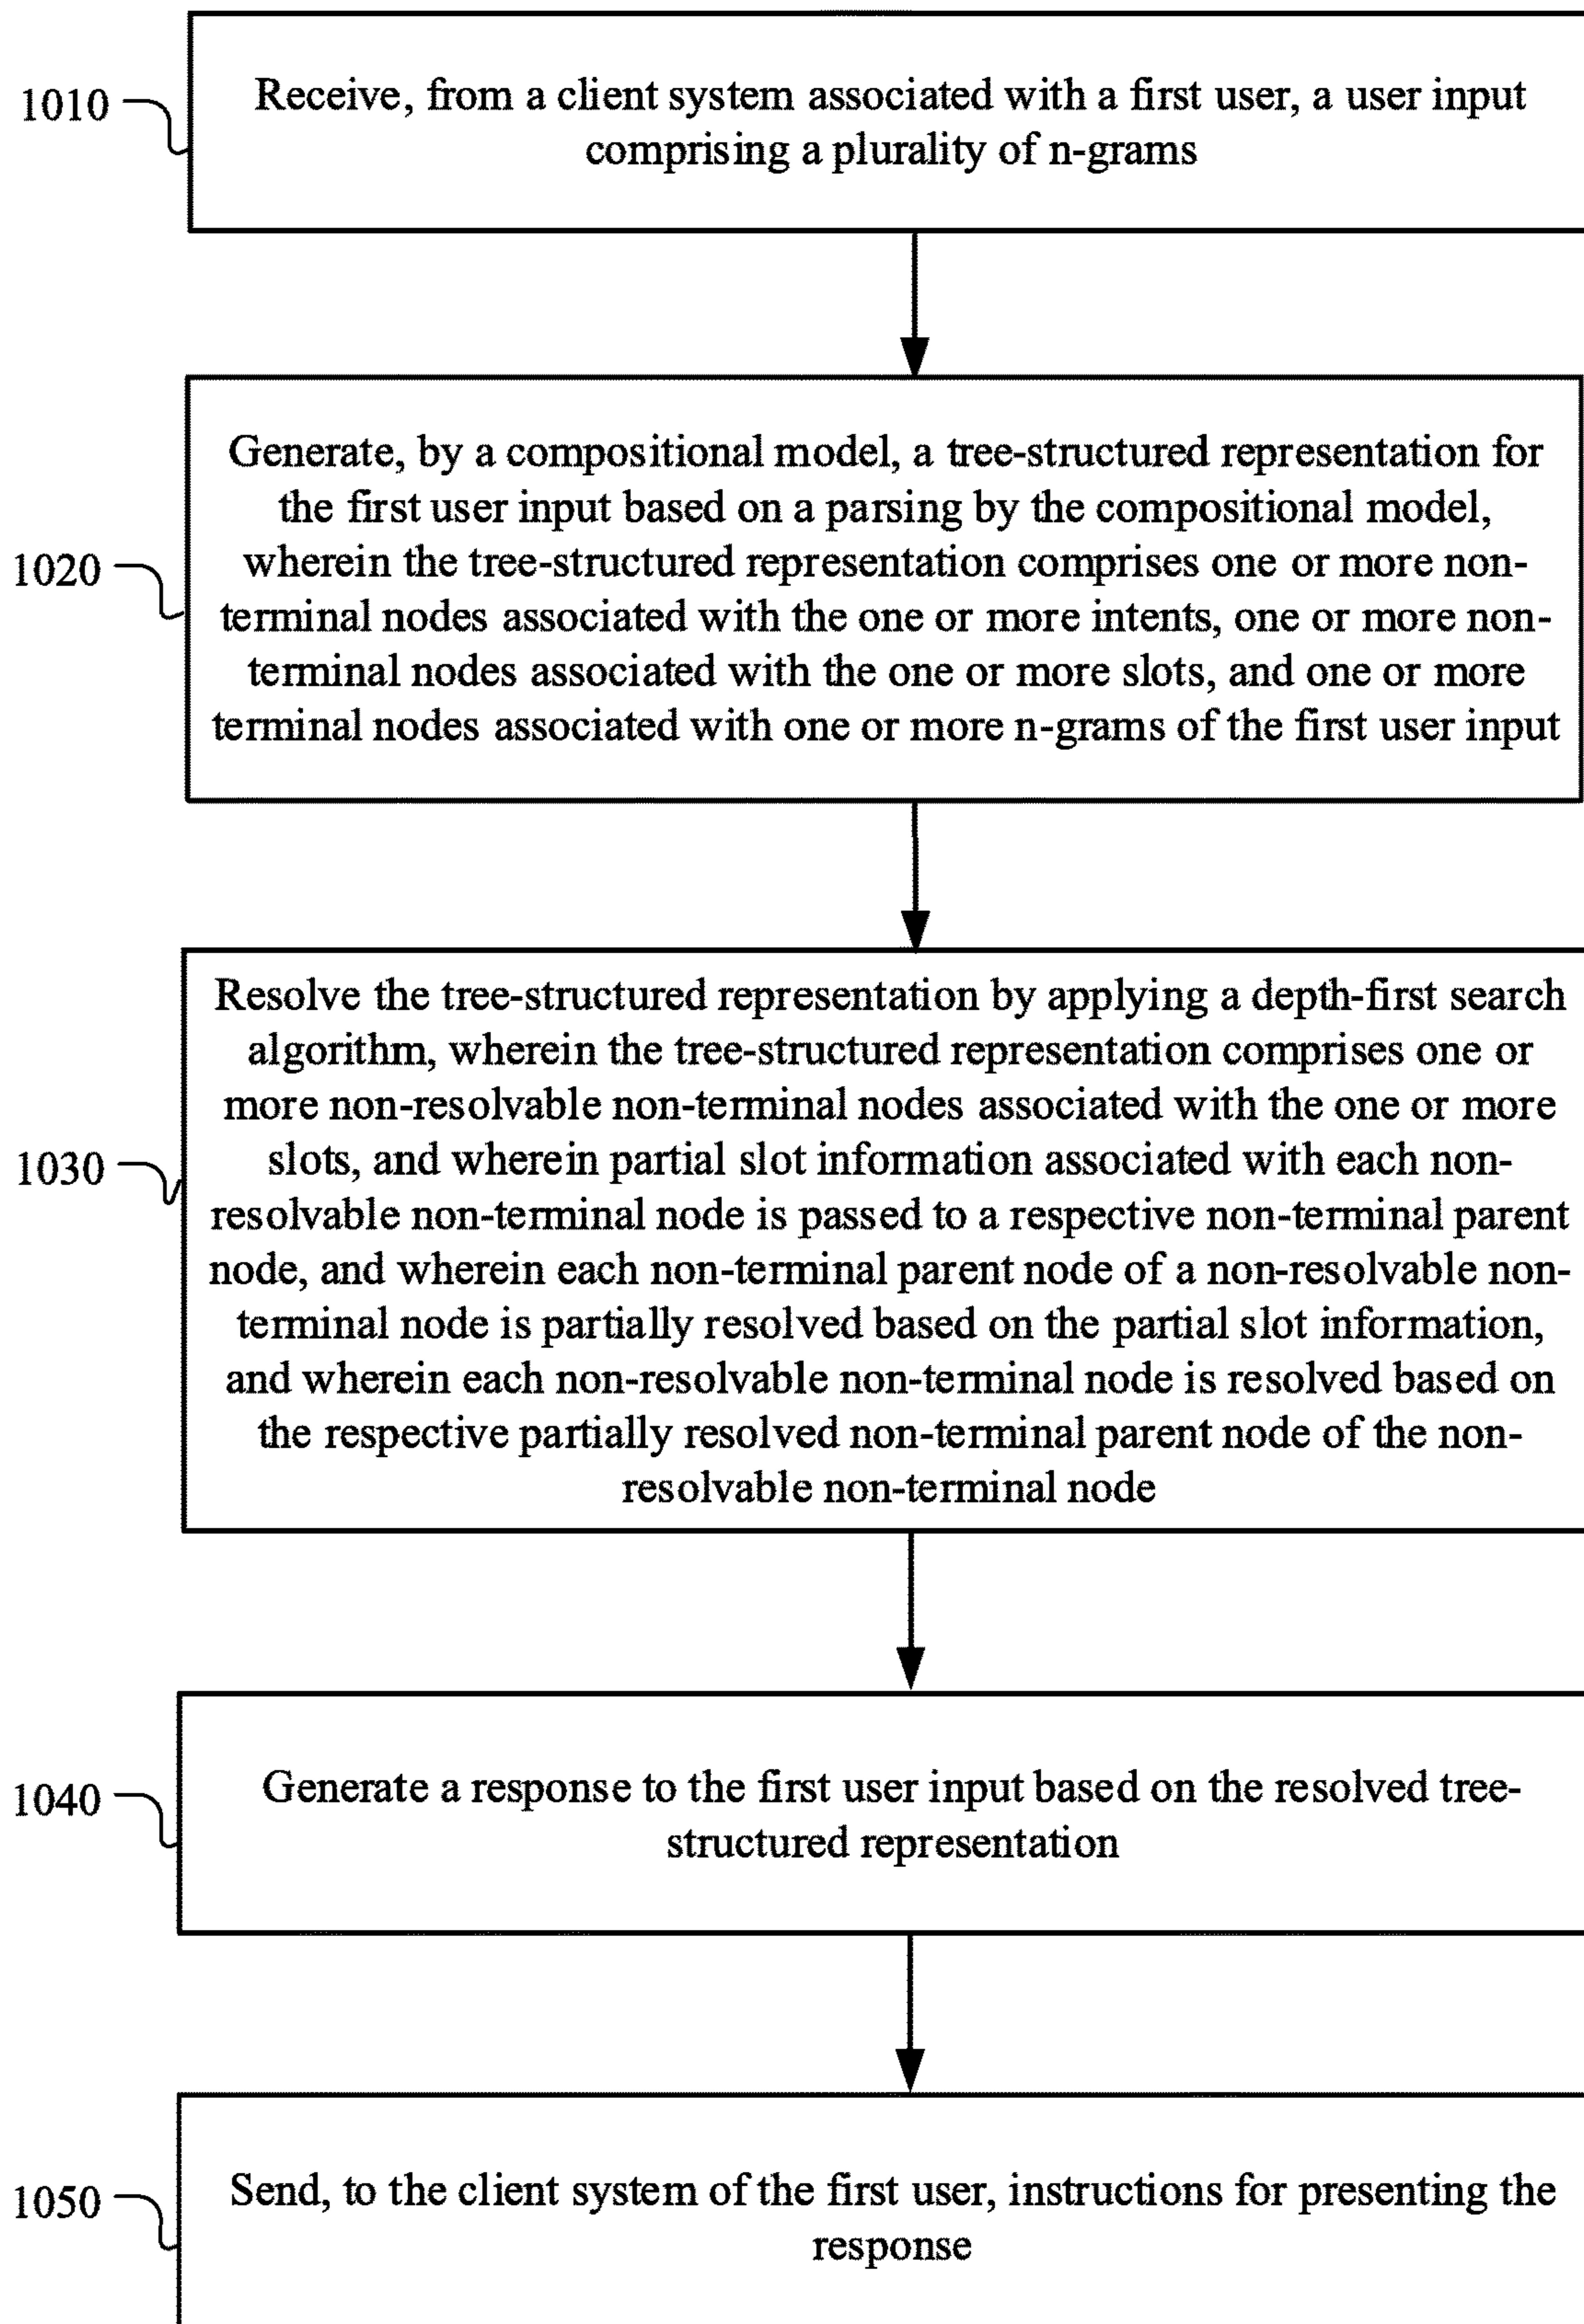 1010
Receive, from a client system associated with a first user, a user input
comprising a plurality of n-grams
1020
Generate, by a compositional model, a tree-structured representation for
the first user input based on a parsing by the compositional model,
wherein the tree-structured representation comprises one or more non-
terminal nodes associated with the one or more intents, one or more non-
terminal nodes associated with the one or more slots, and one or more
terminal nodes associated with one or more n-grams of the first user input
1030
Resolve the tree-structured representation by applying a depth-first search
algorithm, wherein the tree-structured representation comprises one or
more non-resolvable non-terminal nodes associated with the one or more
slots, and wherein partial slot information associated with each non-
resolvable non-terminal node is passed to a respective non-terminal parent
node, and wherein each non-terminal parent node of a non-resolvable non-
terminal node is partially resolved based on the partial slot information,
and wherein each non-resolvable non-terminal node is resolved based on
the respective partially resolved non-terminal parent node of the non-
resolvable non-terminal node
1040
Generate a response to the first user input based on the resolved tree-
structured representation
1050
Send, to the client system of the first user, instructions for presenting the
response